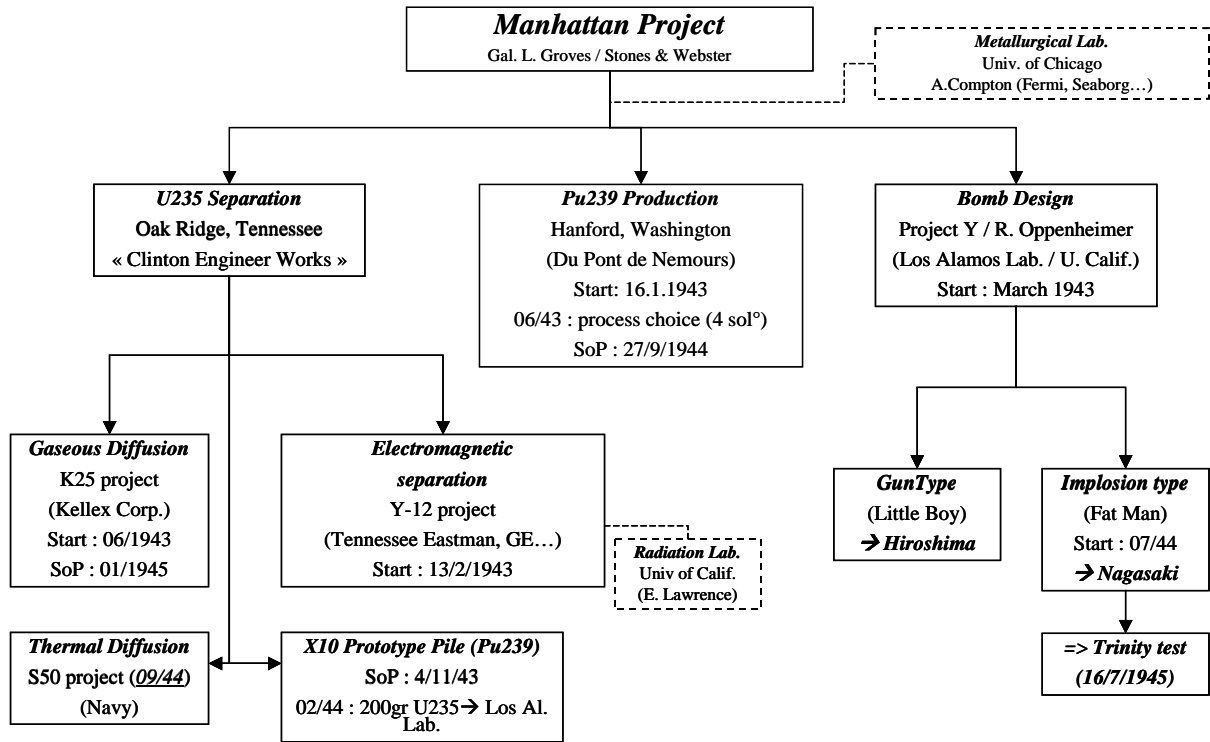 Manhattan Project
Gal. L. Groves / Stones & Webster
Metallurgical Lab.
Univ. of Chicago
A.Compton (Fermi, Seaborg…)
U235 Separation
Oak Ridge, Tennessee
« Clinton Engineer Works »
Pu239 Production
Hanford, Washington
(Du Pont de Nemours)
Start: 16.1.1943
06/43 : process choice (4 sol°)
SoP : 27/9/1944
Bomb Design
Project Y / R. Oppenheimer
(Los Alamos Lab. / U. Calif.)
Start : March 1943
Gaseous Diffusion
K25 project
(Kellex Corp.)
Start : 06/1943
SoP : 01/1945
Electromagnetic
separation
Y-12 project
(Tennessee Eastman, GE…)
Start : 13/2/1943
Radiation Lab.
Univ of Calif.
(E. Lawrence)
GunType
(Little Boy)
→ Hiroshima
Implosion type
(Fat Man)
Start : 07/44
→ Nagasaki
Thermal Diffusion
S50 project (09/44)
(Navy)
X10 Prototype Pile (Pu239)
SoP : 4/11/43
02/44 : 200gr U235→ Los Al.
Lab.
=> Trinity test
(16/7/1945)